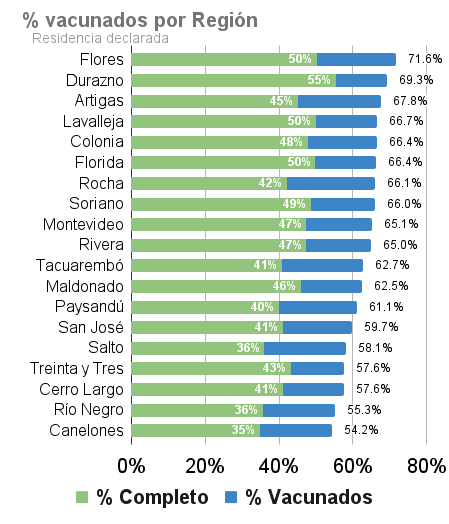 % vacunados por Región
Residencia declarada
Flores 50% 71.6%
Durazno 55% 69.3%
Artigas 45% 67.8%
Lavalleja 50% 66.7%
Colonia 48% 66.4%
Florida 50% 66.4%
Rocha 42% 66.1%
Soriano 49% 66.0%
Montevideo 47% 65.1%
Rivera 47% 65.0%
Tacuarembó 41% 62.7%
Maldonado 46% 62.5%
Paysandú 40% 61.1%
San José 41% 59.7%
Salto 36% 58.1%
Treinta y Tres 43% 57.6%
Cerro Largo 41% 57.6%
Río Negro 36% 55.3%
Canelones 35% 54.2%
0% 20% 40% 60% 80%
% Completo % Vacunados